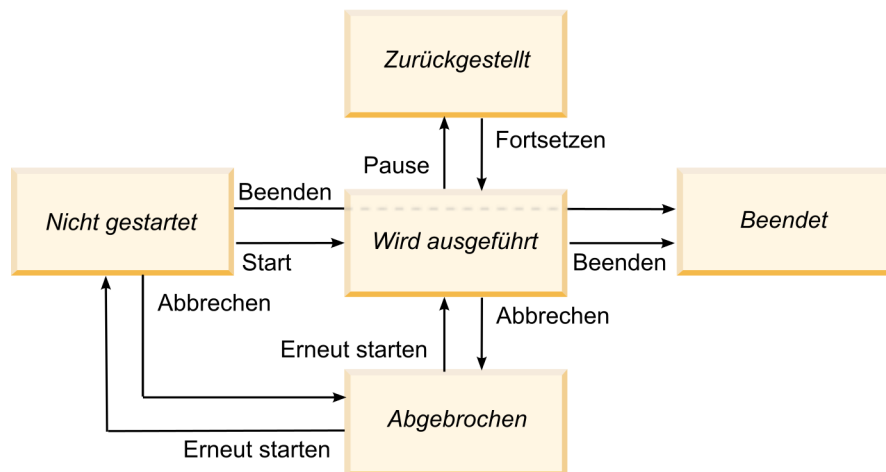 Zurückgestellt
Pause
Fortsetzen
Nicht gestartet
Beenden
Start
Wird ausgeführt
Beenden
Beendet
Abbrechen
Erneut starten
Abbrechen
Abgebrochen
Erneut starten